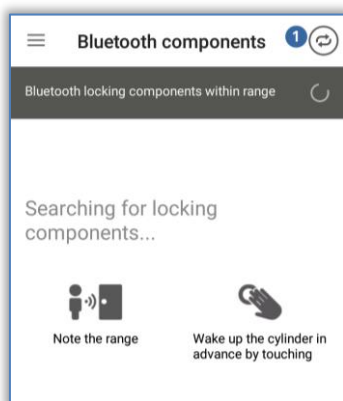 Bluetooth components 1
Bluetooth locking components within range
Searching for locking
components...
Note the range
Wake up the cylinder in
advance by touching